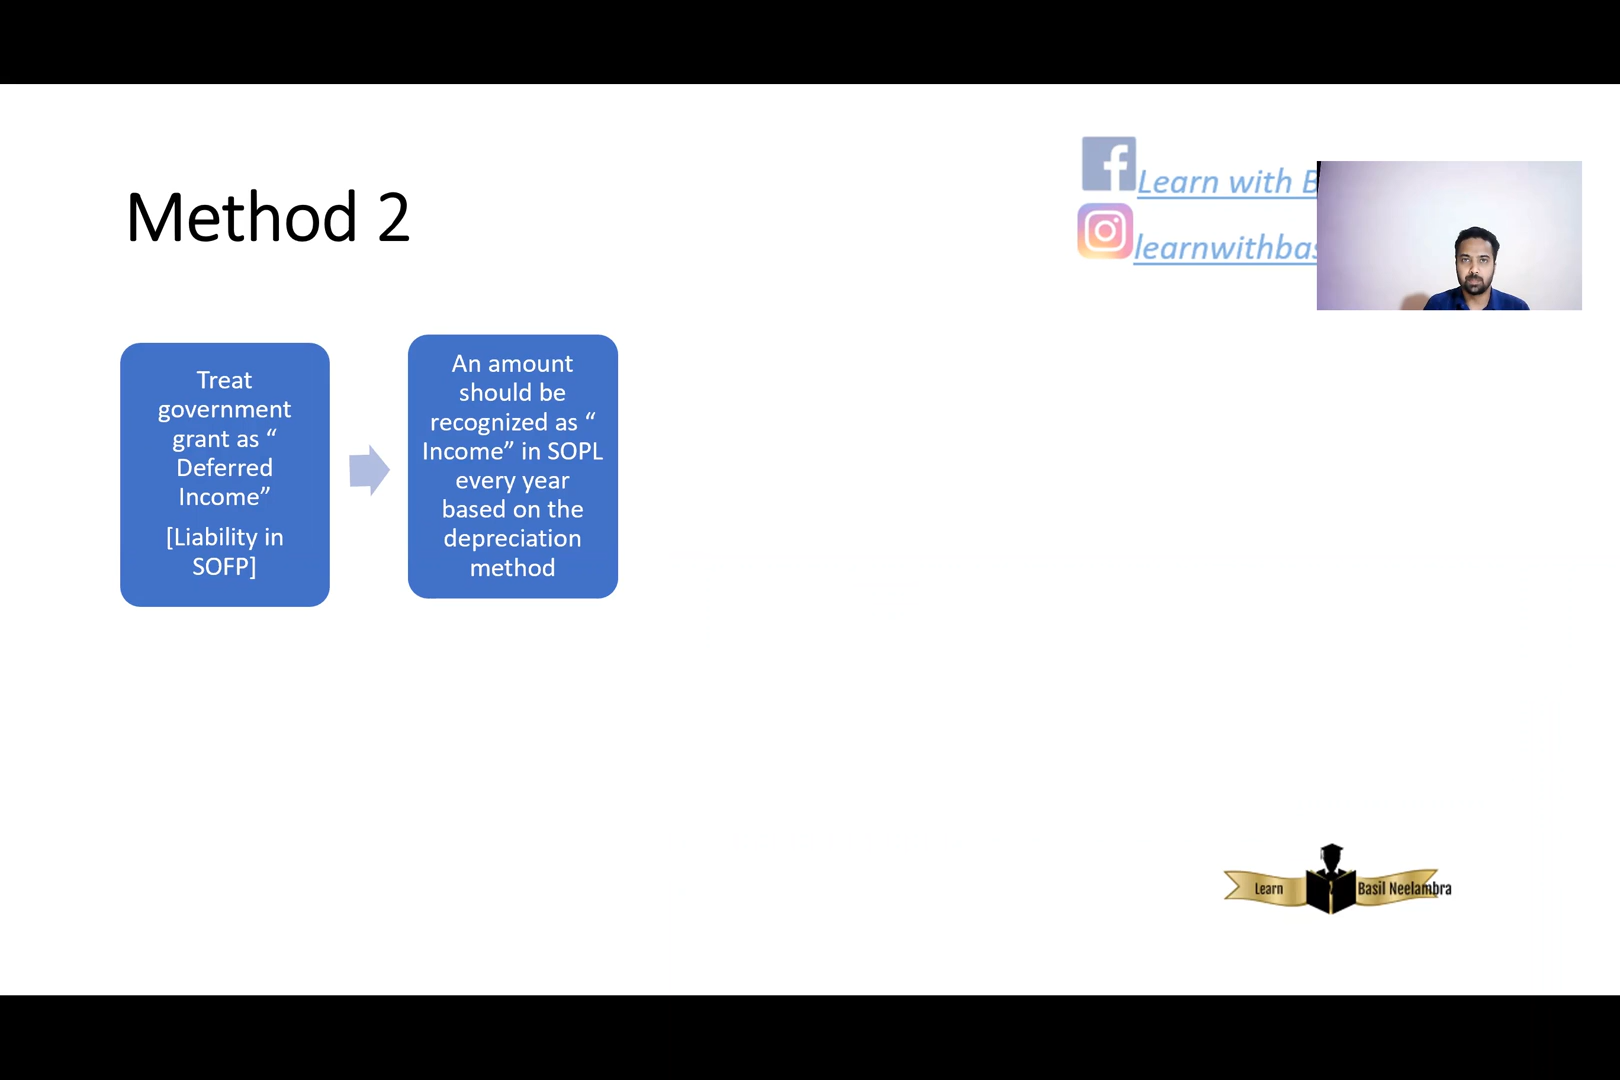 Method 2
Learn with B
learnwithbas
Treat
government
grant as “
Deferred
Income”
[Liability in
SOFP]
An amount
should be
recognized as “
Income” in SOPL
every year
based on the
depreciation
method
Learn Basil Neelambra